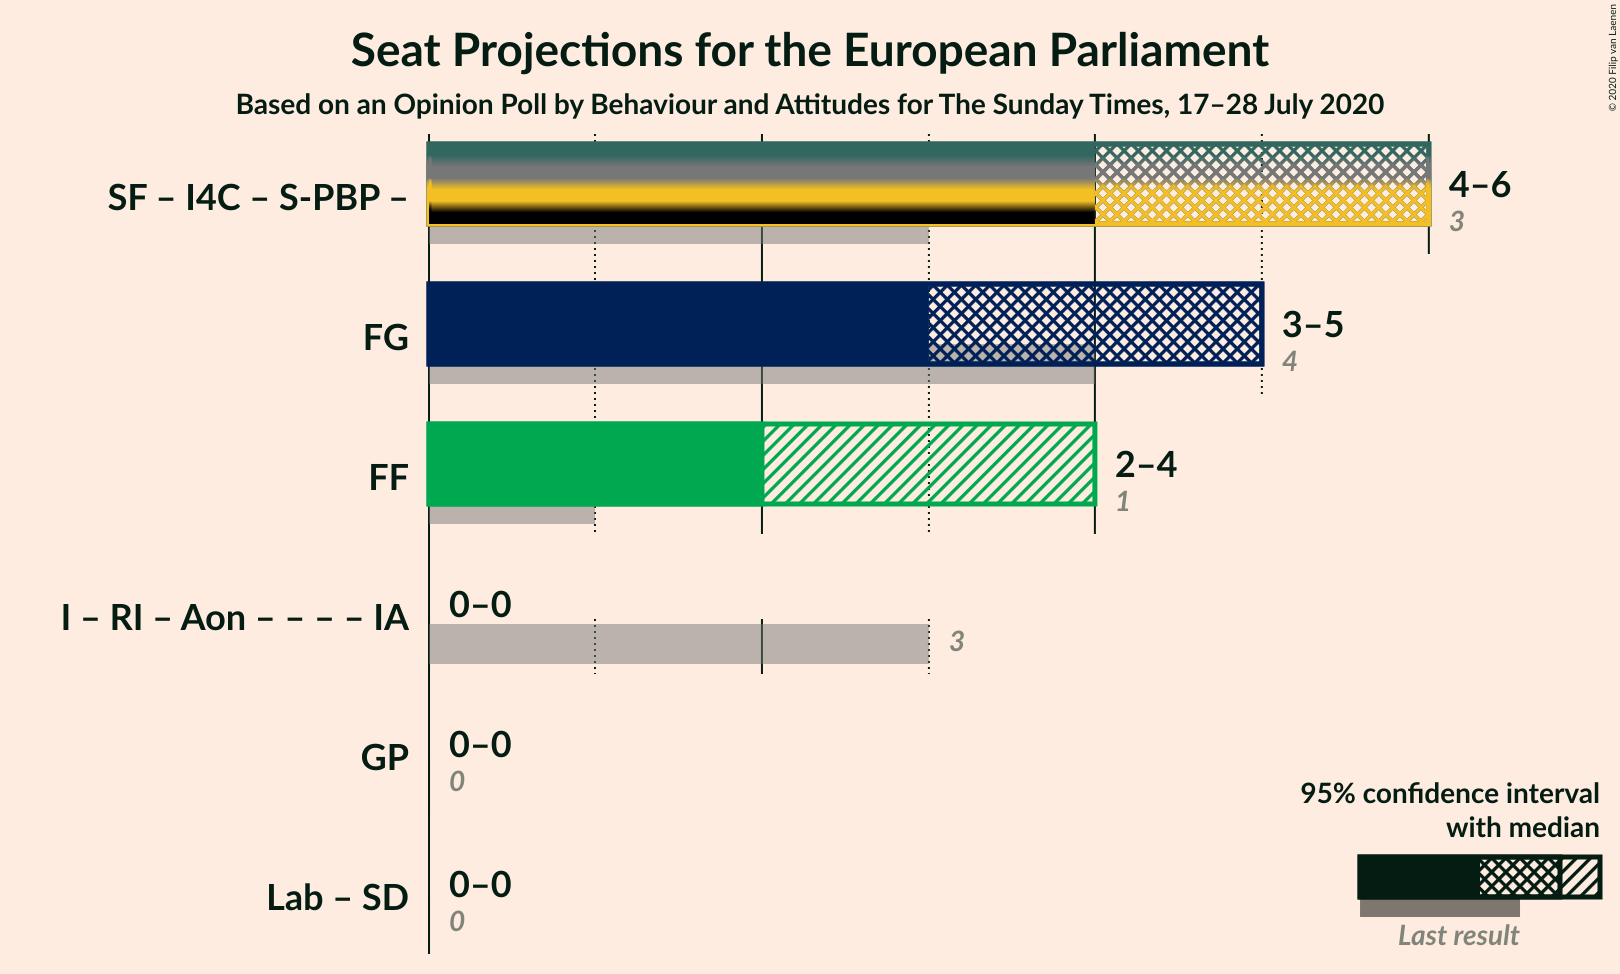 Seat Projections for the European Parliament
Based on an Opinion Poll by Behaviour and Attitudes for The Sunday Times, 17–28 July 2020
© 2020 Filip van Laenen
SF – I4C – S-PBP –
4–6
3
FG
3–5
4
FF
2–4
1
I – RI – Aon – – – – IA
0–0
3
GP
0–0
0
Lab – SD
0–0
0
95% confidence interval
with median
Last result